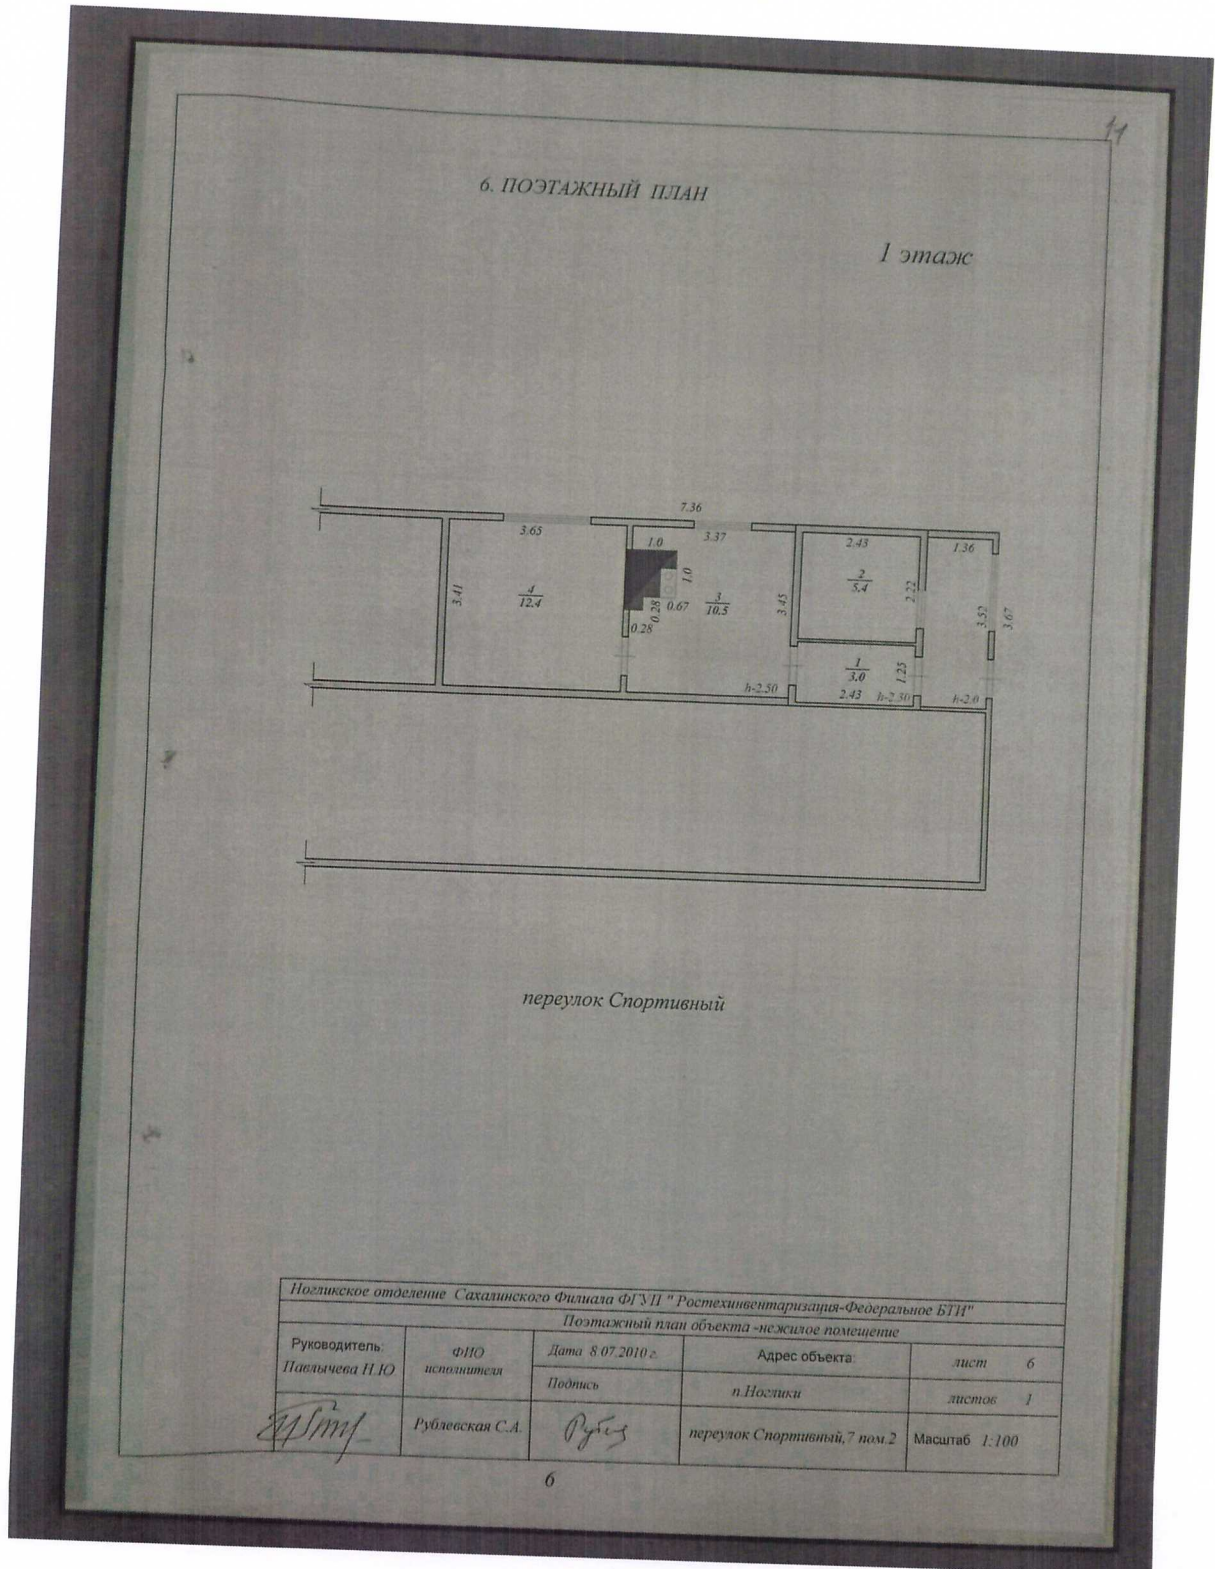 11
6. ПОЭТАЖНЫЙ ПЛАН
1 этаж
7.36
3.65
1.0
3.37
2.43
1.36
3.41
4
12.4
1.0
0.28
0.67
0.28
3
10.5
3.45
2
5.4
2.22
3.52
3.67
1
3.0
1.25
h-2.50
2.43
h-2.30
h-2.0
переулок Спортивный
Ногликское отделение Сахалинского Филиала ФГУП "Ростехинвентаризация-Федеральное БТИ"
Поэтажный план объекта -нежилое помещение
Руководитель:
Павлычева Н.Ю
ФИО
исполнителя
Дата 8.07.2010 г.
Адрес объекта:
лист 6
Подпись
п.Ноглики
листов 1
Рублевская С.А.
переулок Спортивный,7 пом.2
Масштаб 1:100
6